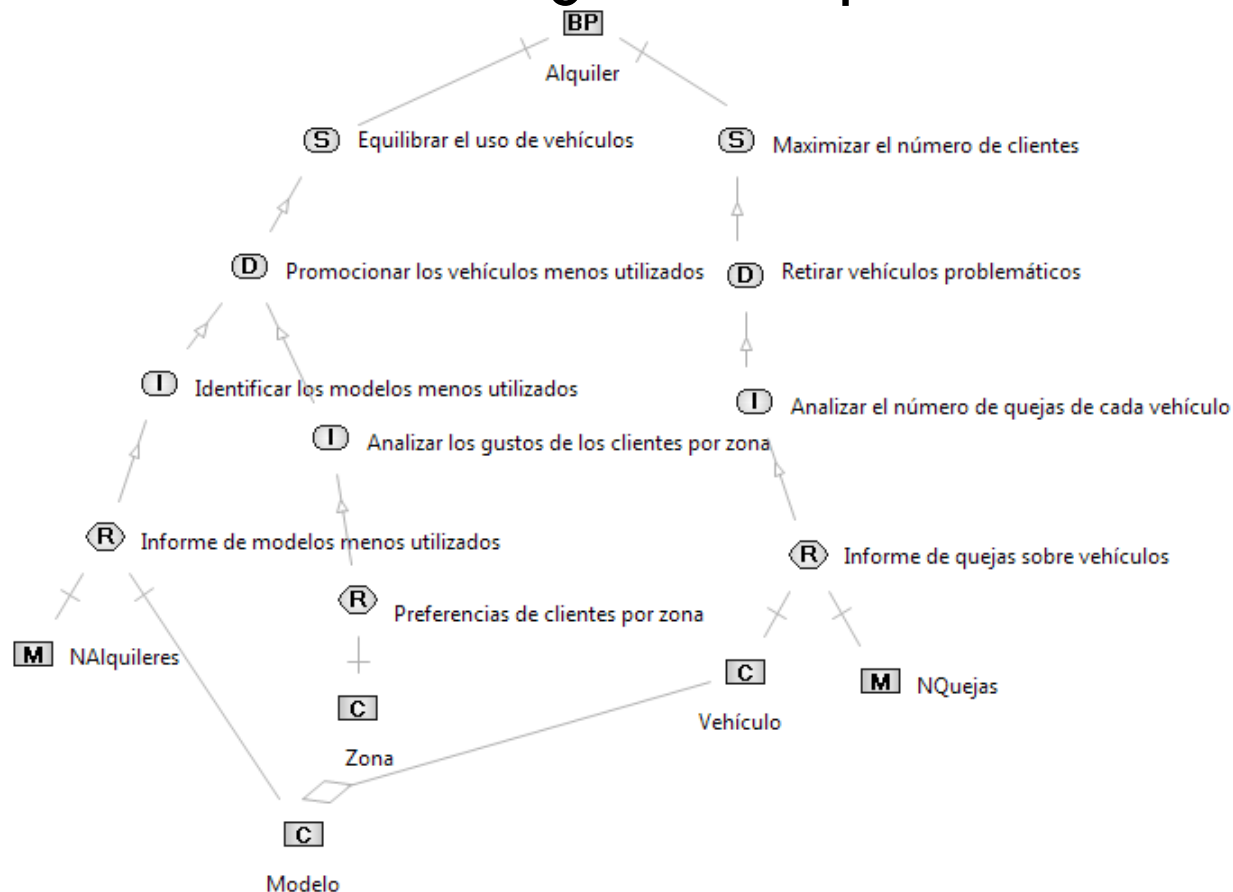 BP
Alquiler
S Equilibrar el uso de vehículos
S Maximizar el número de clientes
D Promocionar los vehículos menos utilizados
D Retirar vehículos problemáticos
I Identificar los modelos menos utilizados
I Analizar el número de quejas de cada vehículo
I Analizar los gustos de los clientes por zona
R Informe de modelos menos utilizados
R Informe de quejas sobre vehículos
R Preferencias de clientes por zona
M NAlquileres
C
Vehículo
M NQuejas
C
Zona
C
Modelo